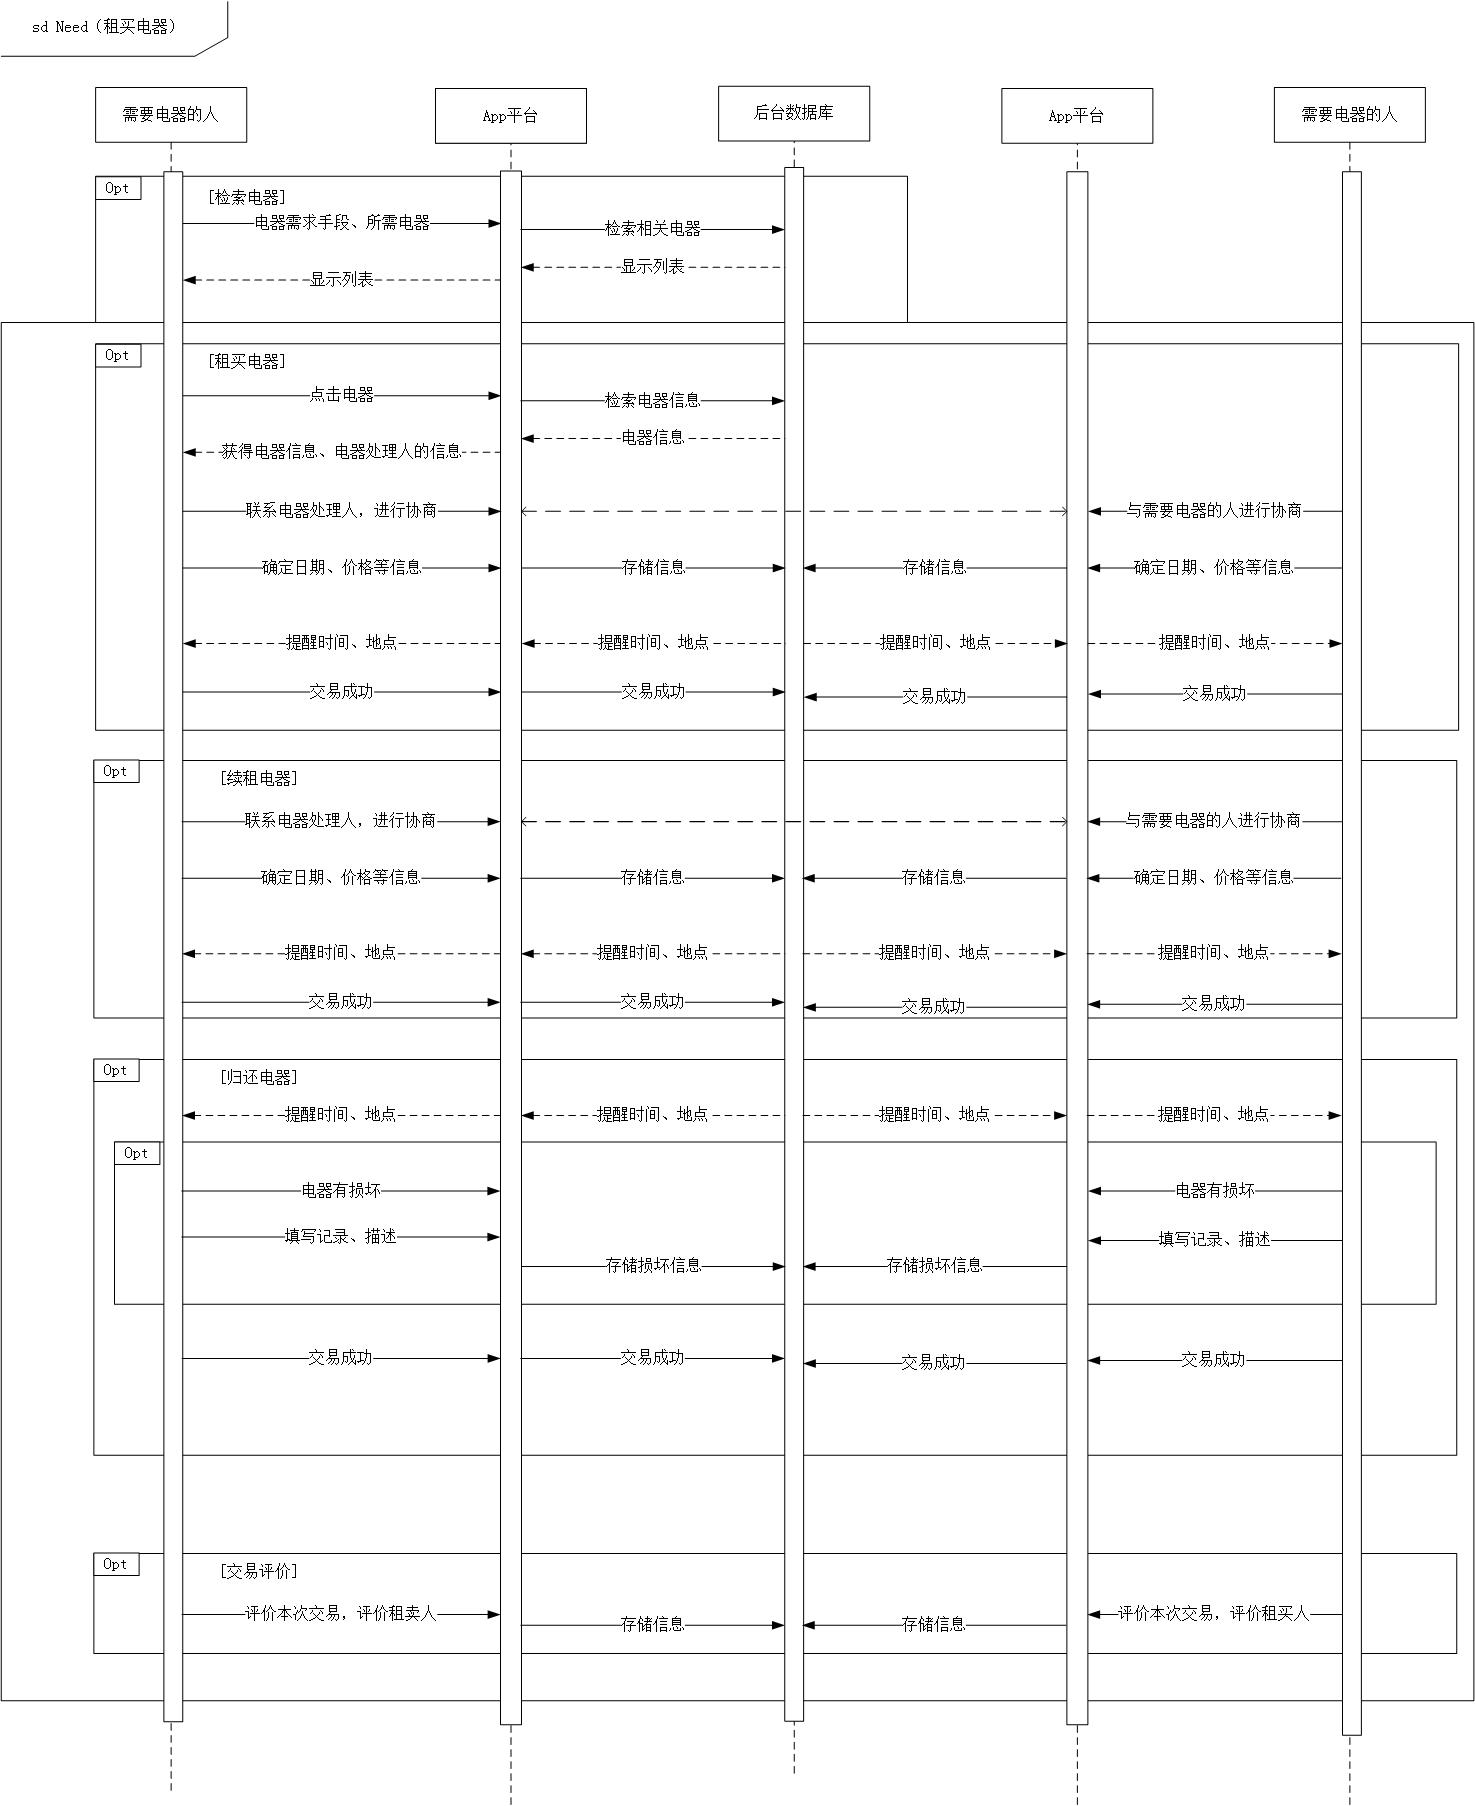 sd Need（租买电器）
需要电器的人
App平台
后台数据库
App平台
需要电器的人
Opt
[检索电器]
电器需求手段、所需电器
检索相关电器
显示列表
显示列表
Opt
[租买电器]
点击电器
检索电器信息
电器信息
获得电器信息、电器处理人的信息
联系电器处理人，进行协商
与需要电器的人进行协商
确定日期、价格等信息
存储信息
存储信息
确定日期、价格等信息
提醒时间、地点
提醒时间、地点
提醒时间、地点
提醒时间、地点
交易成功
交易成功
交易成功
交易成功
Opt
[续租电器]
联系电器处理人，进行协商
与需要电器的人进行协商
确定日期、价格等信息
存储信息
存储信息
确定日期、价格等信息
提醒时间、地点
提醒时间、地点
提醒时间、地点
提醒时间、地点
交易成功
交易成功
交易成功
交易成功
Opt
[归还电器]
提醒时间、地点
提醒时间、地点
提醒时间、地点
提醒时间、地点
Opt
电器有损坏
电器有损坏
填写记录、描述
填写记录、描述
存储损坏信息
存储损坏信息
交易成功
交易成功
交易成功
交易成功
Opt
[交易评价]
评价本次交易，评价租卖人
存储信息
存储信息
评价本次交易，评价租买人